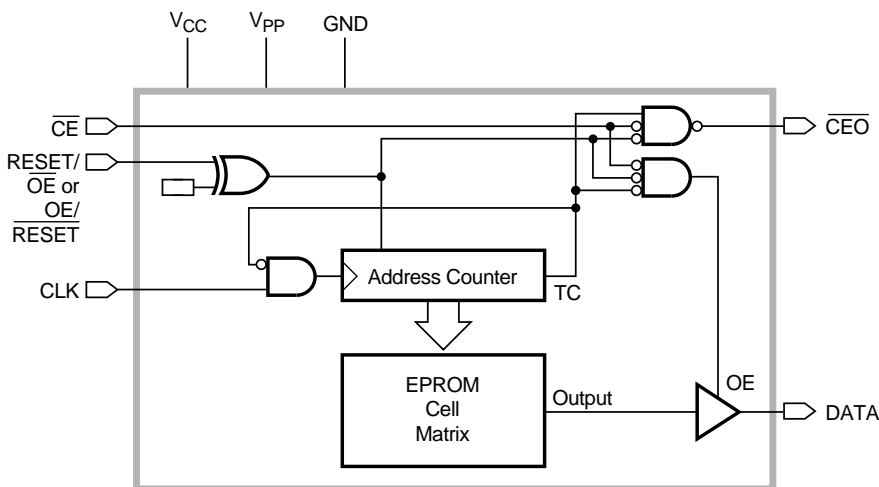 VCC
VPP
GND
CE
CEO
RESET/
OE or
OE/
RESET
CLK
Address Counter
TC
EPROM
Cell
Matrix
Output
OE
DATA